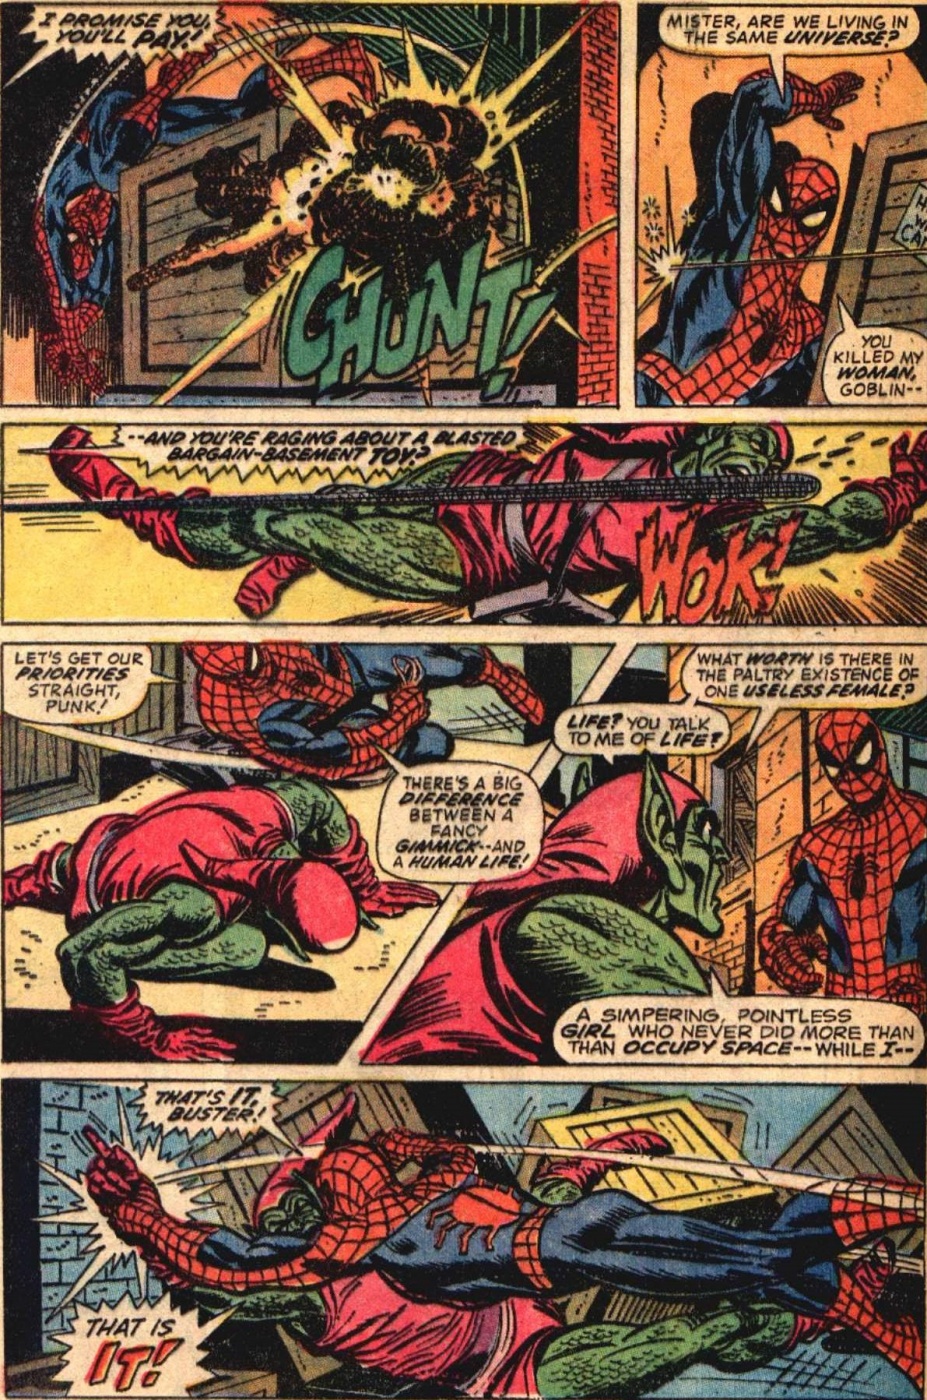 I PROMISE YOU,
YOU'LL PAY!
CHUNT!
MISTER, ARE WE LIVING IN
THE SAME UNIVERSE?
CA
YOU
KILLED MY
WOMAN,
GOBLIN--
--AND YOU'RE RAGING ABOUT A BLASTED
BARGAIN-BASEMENT TOY?
WOK!
LET'S GET OUR
PRIORITIES
STRAIGHT,
PUNK!
THERE'S A BIG
DIFFERENCE
BETWEEN A
FANCY
GIMMICK--AND
A HUMAN LIFE!
LIFE? YOU TALK
TO ME OF LIFE?
WHAT WORTH IS THERE IN
THE PALTRY EXISTENCE OF
ONE USELESS FEMALE?
A SIMPERING, POINTLESS
GIRL WHO NEVER DID MORE THAN
THAN OCCUPY SPACE--WHILE I--
THAT'S IT,
BUSTER!
THAT IS
IT!